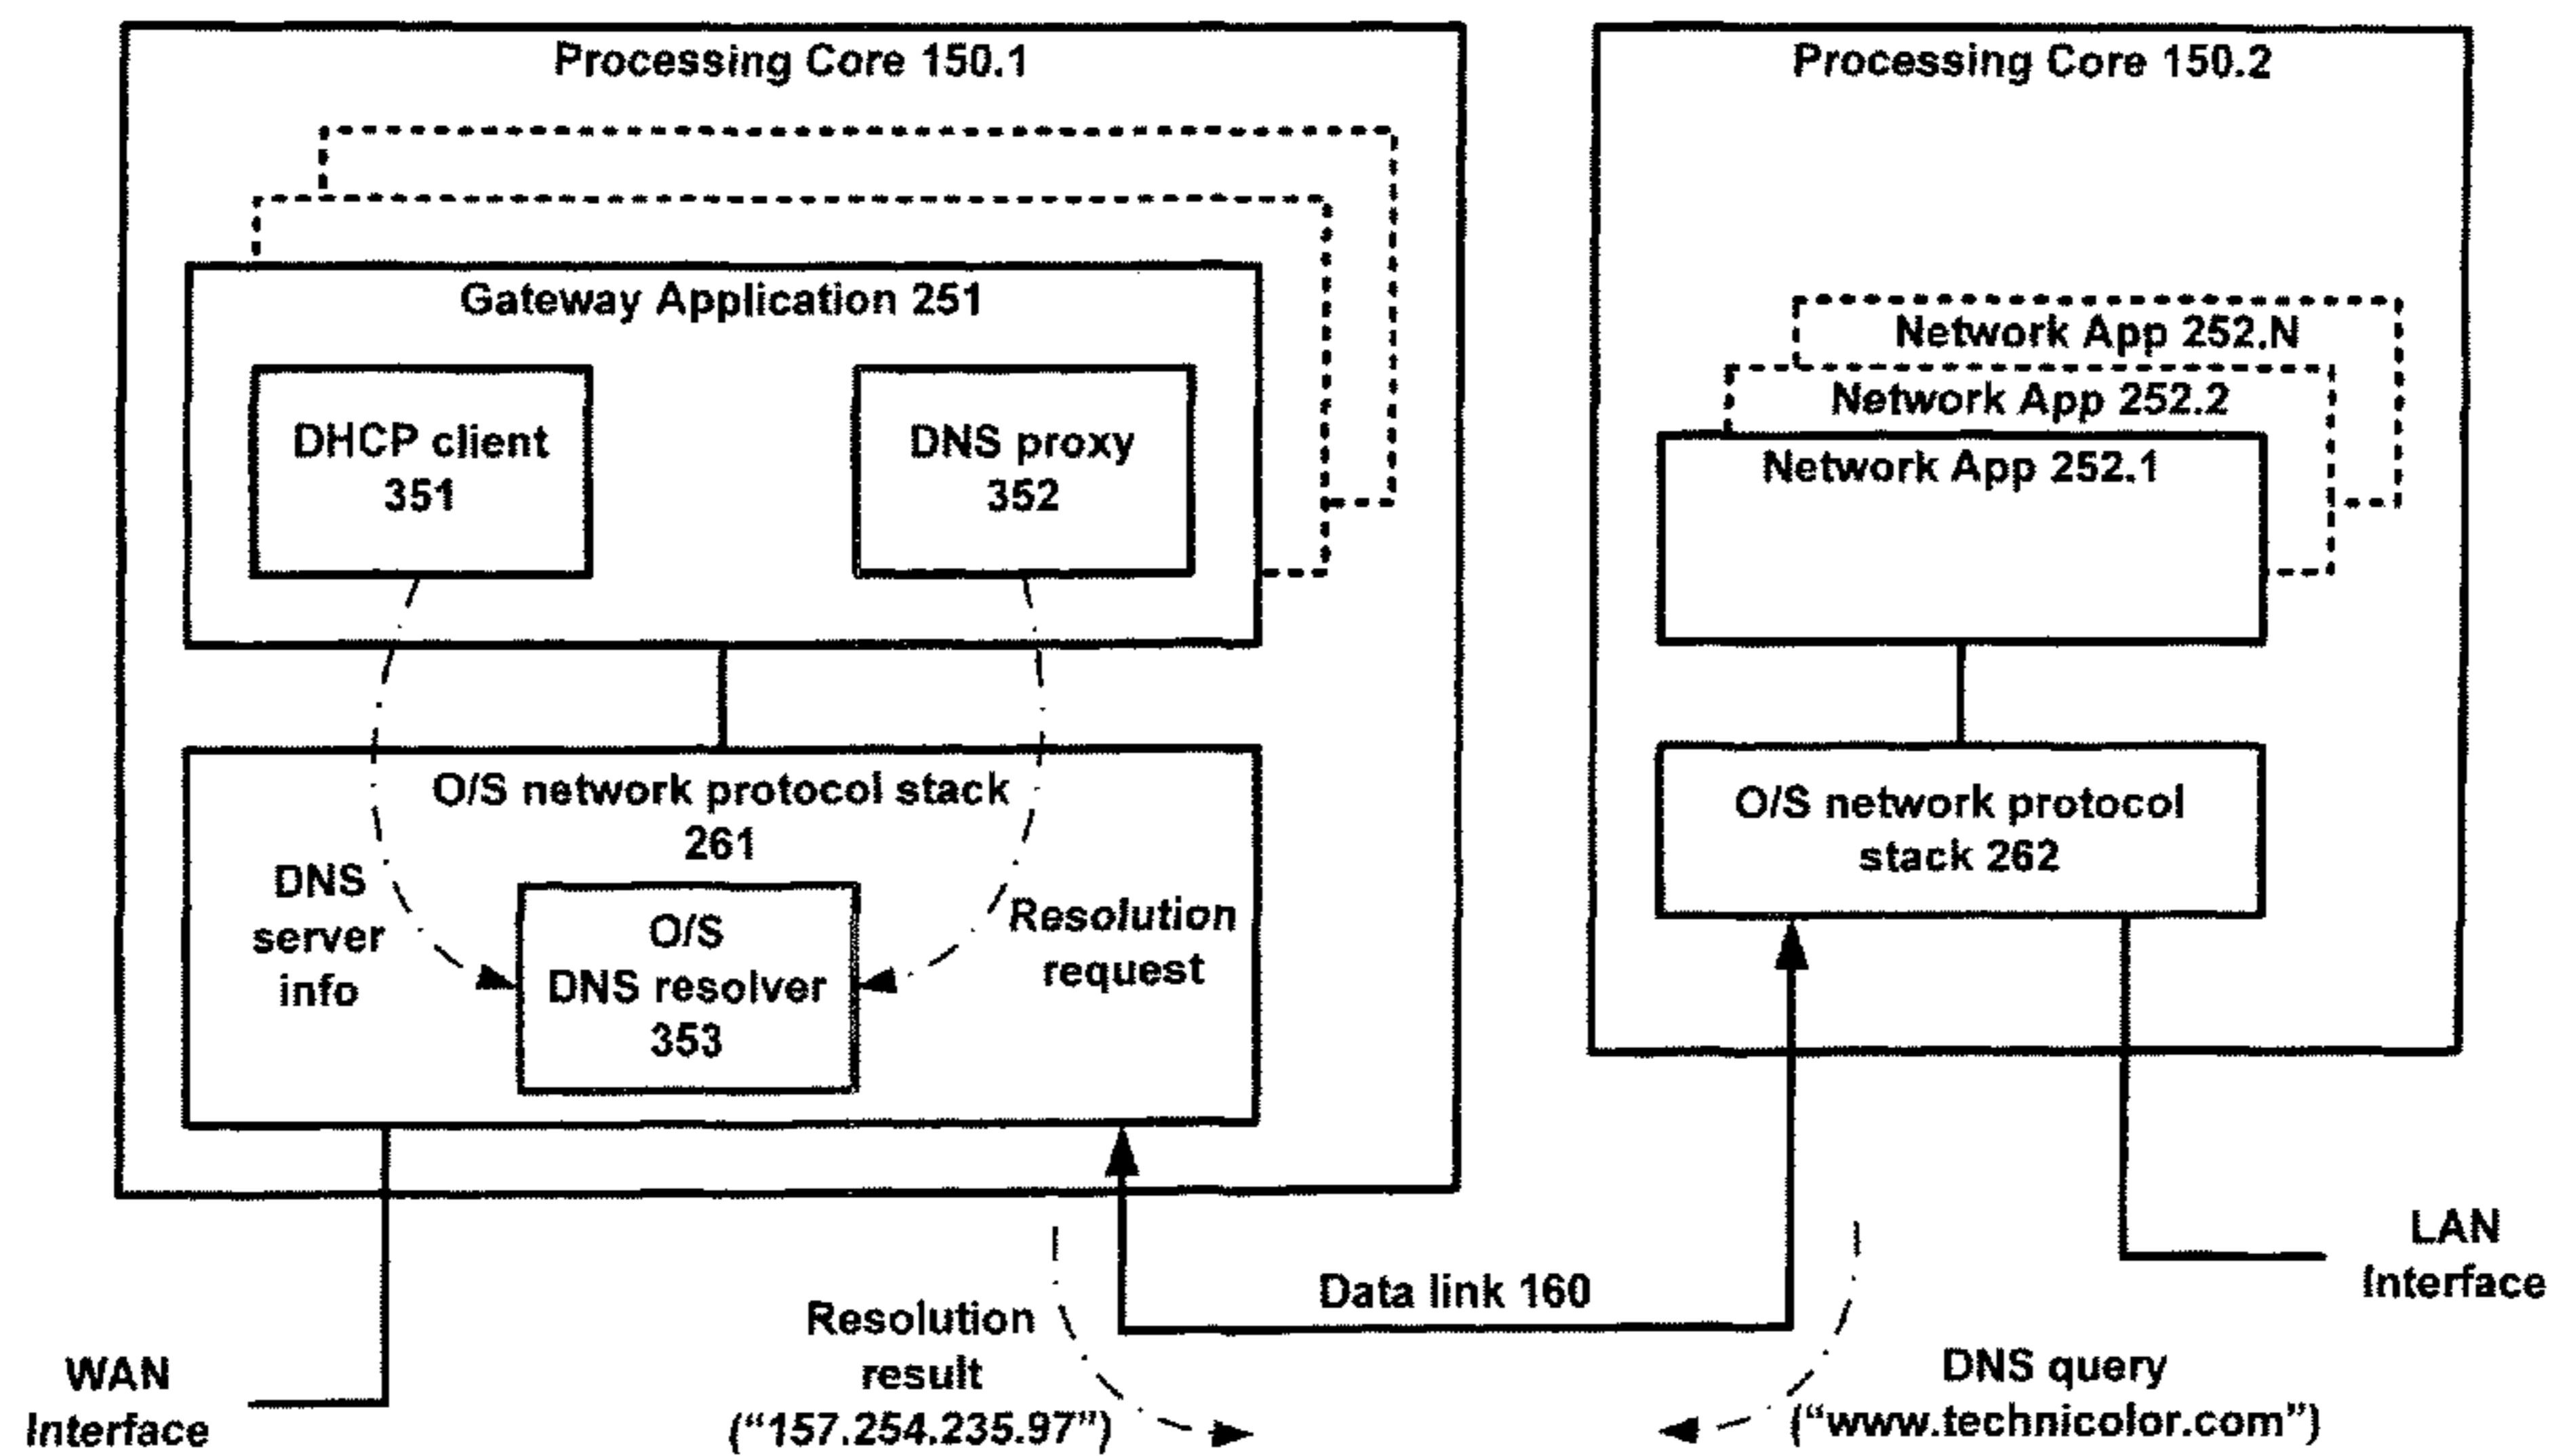 Processing Core 150.1
Gateway Application 251
DHCP client
351
DNS proxy
352
O/S network protocol stack
261
DNS
server
info
O/S
DNS resolver
353
Resolution
request
Processing Core 150.2
Network App 252.N
Network App 252.2
Network App 252.1
O/S network protocol
stack 262
WAN
Interface
Resolution
result
("157.254.235.97")
Data link 160
DNS query
("www.technicolor.com")
LAN
Interface